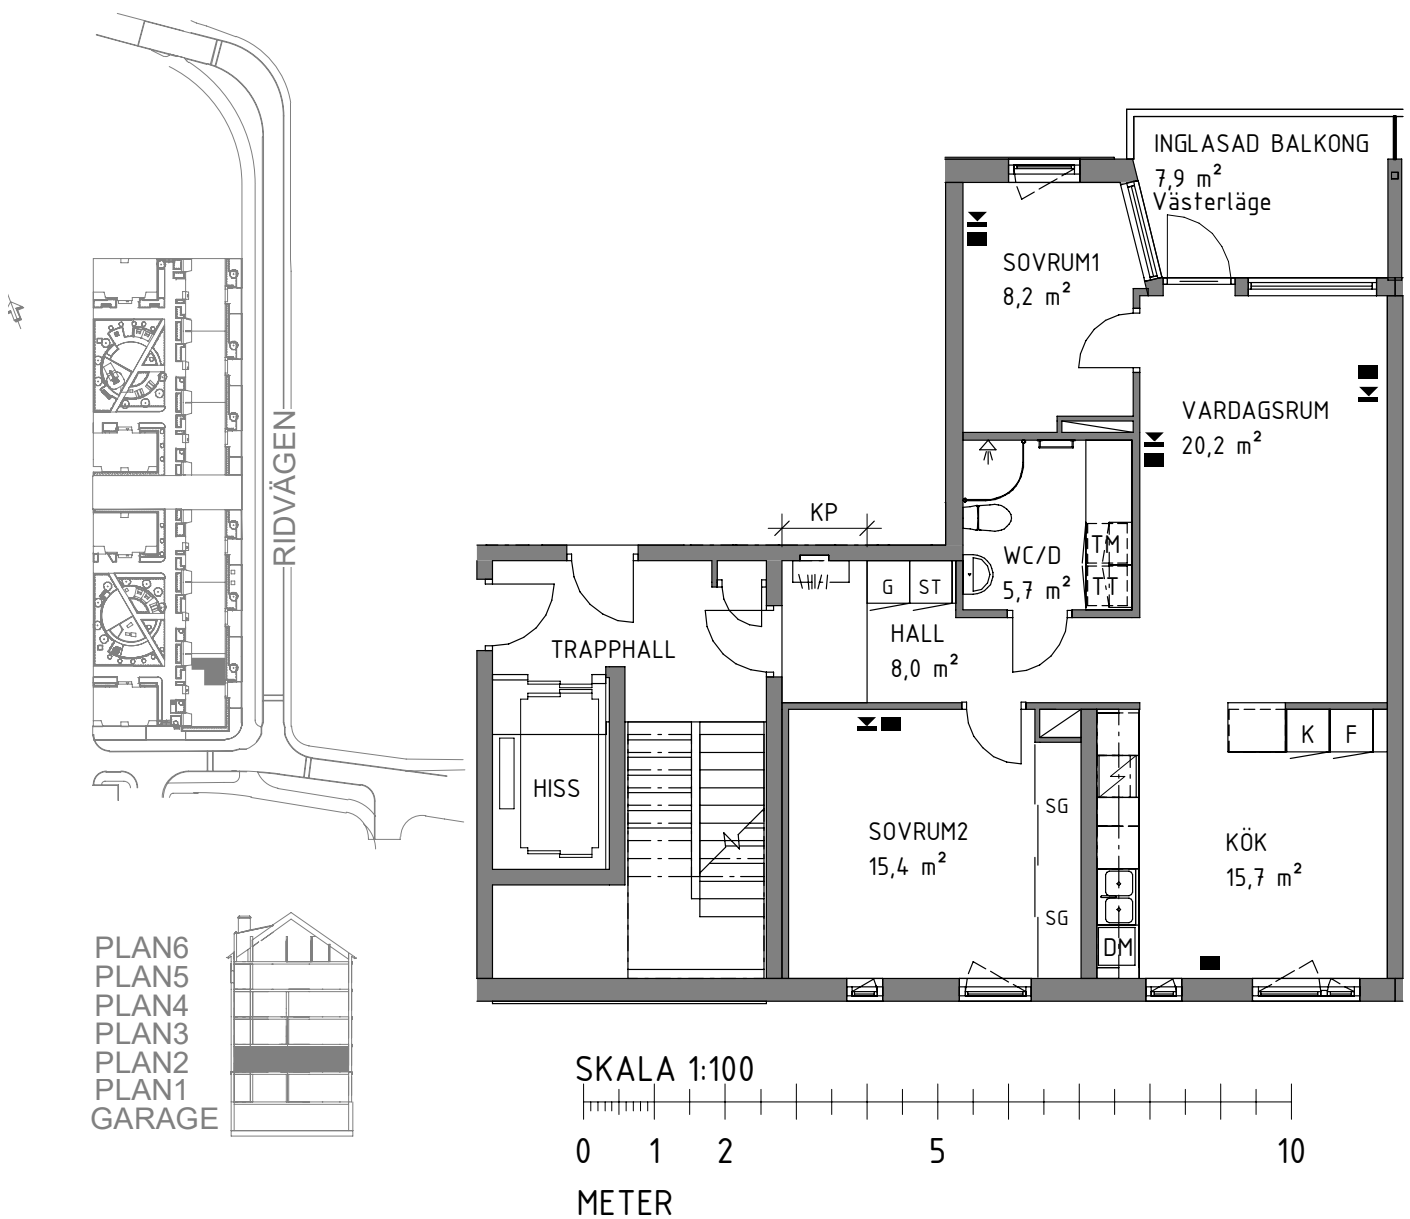 RIDVÄGEN
PLAN6
PLAN5
PLAN4
PLAN3
PLAN2
PLAN1
GARAGE
INGLASAD BALKONG
7,9 m²
Västerläge
SOVRUM1
8,2 m²
VARDAGSRUM
20,2 m²
KP
WC/D
5,7 m²
TM
TT
G
ST
HALL
8,0 m²
TRAPPHALL
HISS
K
F
SG
SOVRUM2
15,4 m²
SG
KÖK
15,7 m²
DM
SKALA 1:100
0 1 2 5 10
METER